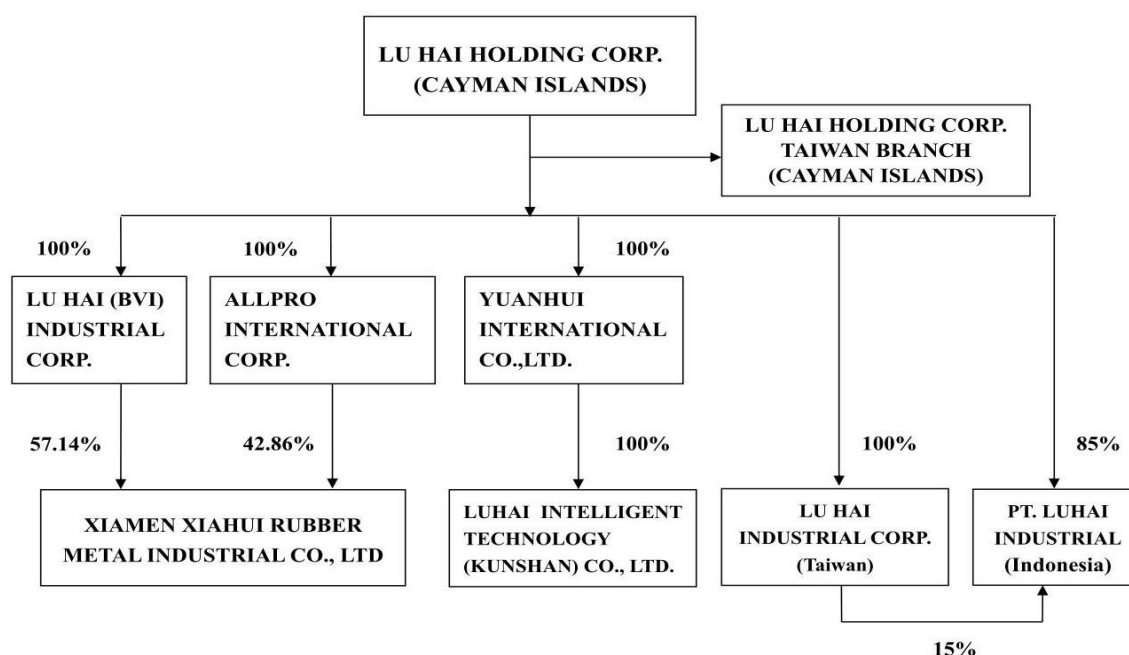 LU HAI HOLDING CORP.
(CAYMAN ISLANDS)
LU HAI HOLDING CORP.
TAIWAN BRANCH
(CAYMAN ISLANDS)
100%
100%
100%
LU HAI (BVI)
INDUSTRIAL
CORP.
ALLPRO
INTERNATIONAL
CORP.
YUANHUI
INTERNATIONAL
CO.,LTD.
57.14%
42.86%
100%
100%
85%
XIAMEN XIAHUI RUBBER
METAL INDUSTRIAL CO., LTD
LUHAI INTELLIGENT
TECHNOLOGY
(KUNSHAN) CO., LTD.
LU HAI
INDUSTRIAL CORP.
(Taiwan)
PT. LUHAI
INDUSTRIAL
(Indonesia)
15%